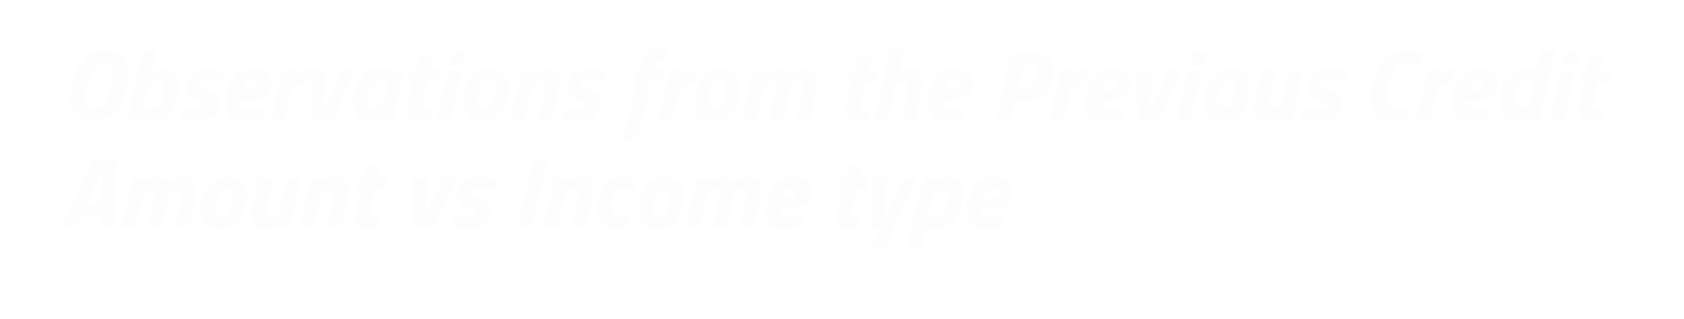 Observations from the Previous Credit
Amount vs Income type